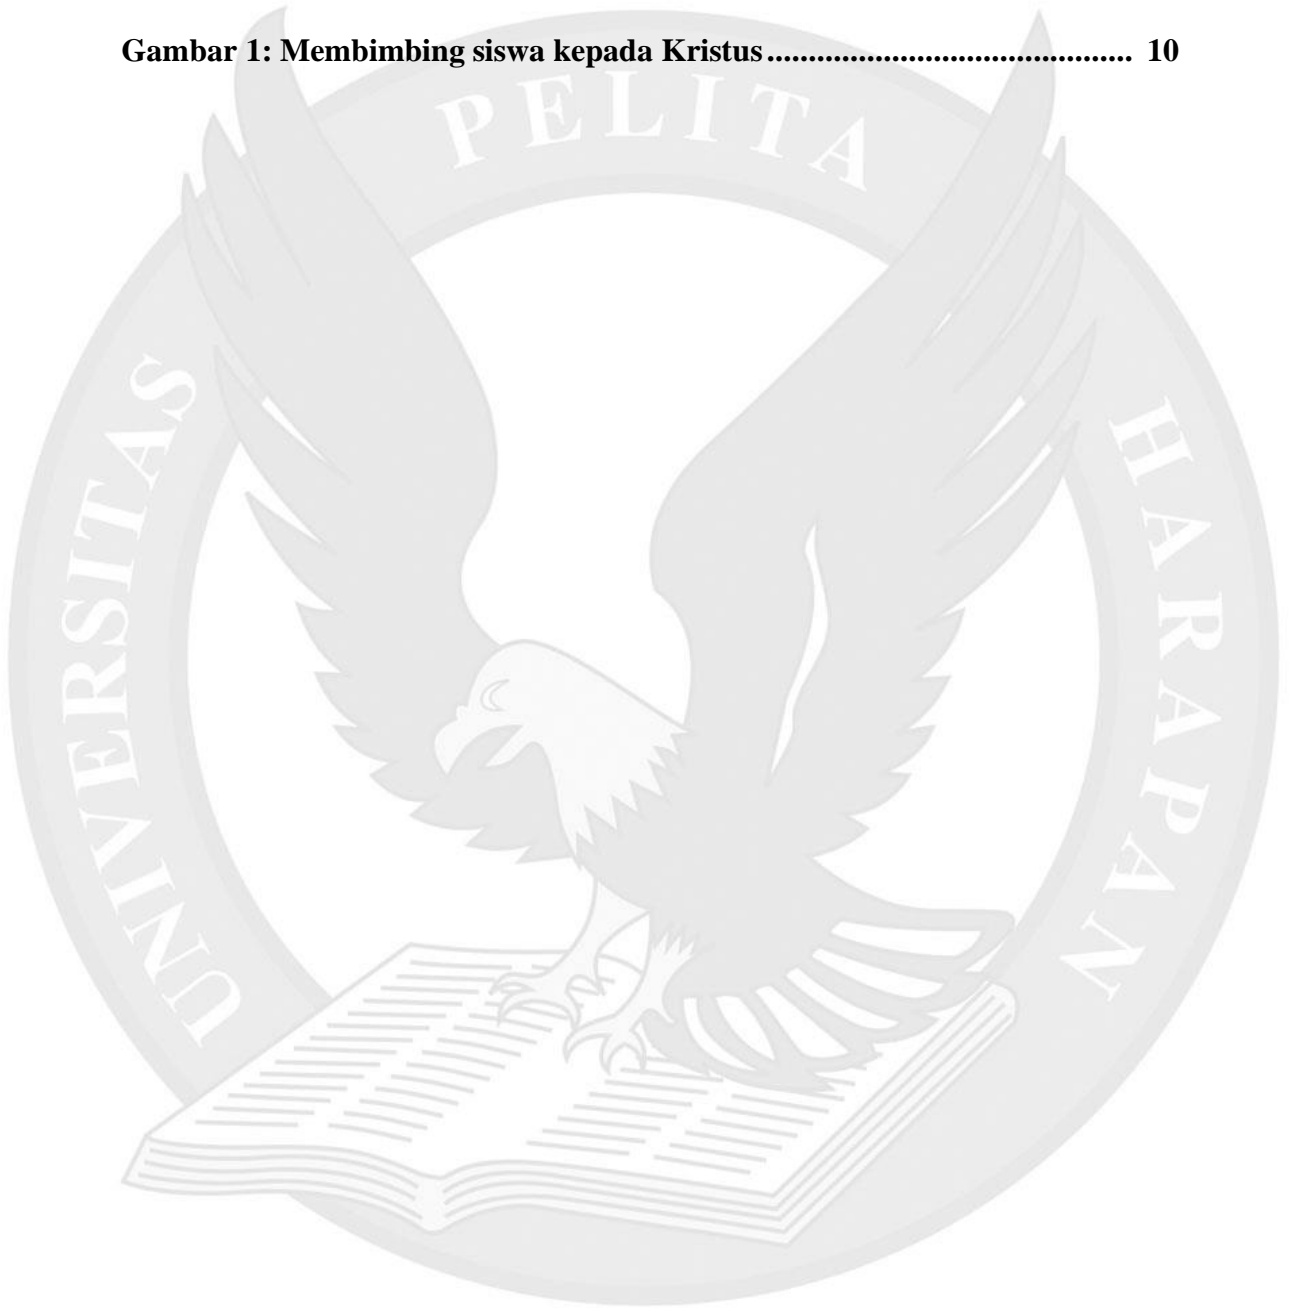 Gambar 1: Membimbing siswa kepada Kristus............................................ 10
PELITA
UNIVERSITAS
HARAPAN